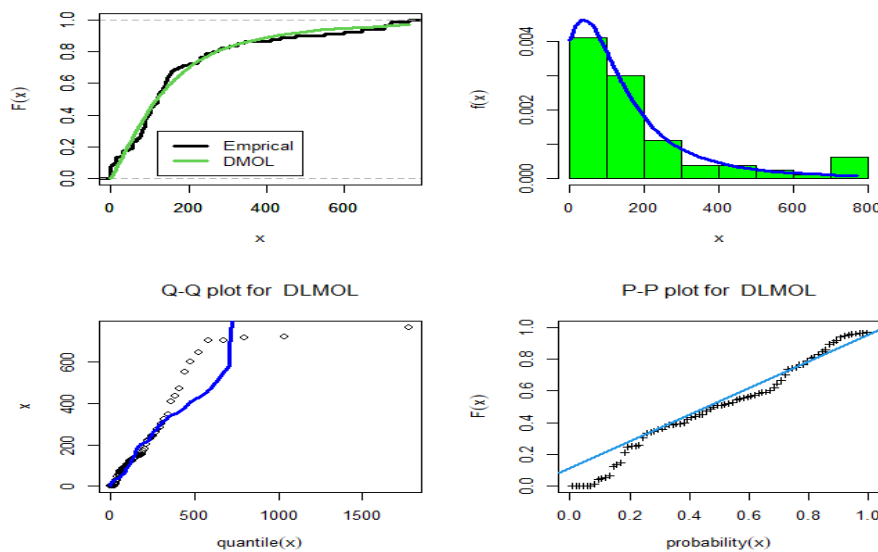 F(x)
0.0 0.2 0.4 0.6 0.8 1.0
Emprical
DMOL
0 200 400 600
x
f(x)
0.000 0.002 0.004
0 200 400 600 800
x
Q-Q plot for DLMOL
x
0 200 400 600
0 500 1000 1500
quantile(x)
P-P plot for DLMOL
F(x)
0.0 0.2 0.4 0.6 0.8 1.0
0.0 0.2 0.4 0.6 0.8 1.0
probability(x)